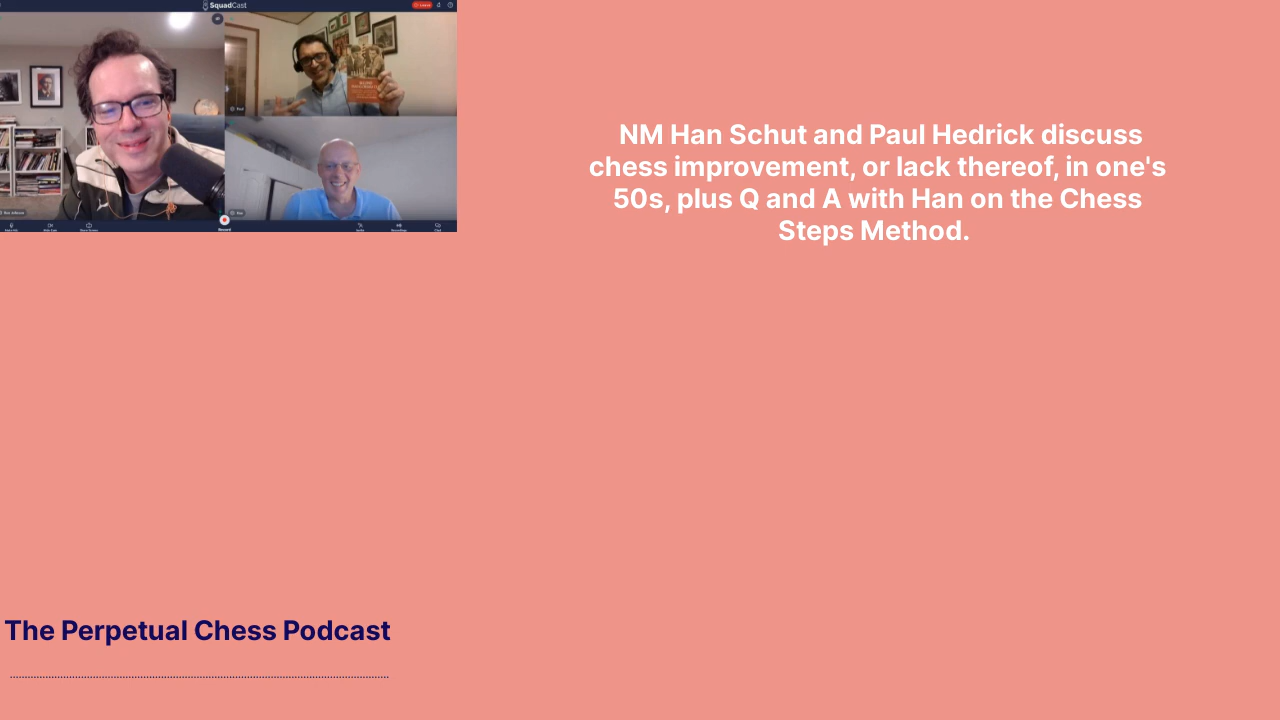 SquadCast
NM Han Schut and Paul Hedrick discuss
chess improvement, or lack thereof, in one's
50s, plus Q and A with Han on the Chess
Steps Method.
Record
The Perpetual Chess Podcast